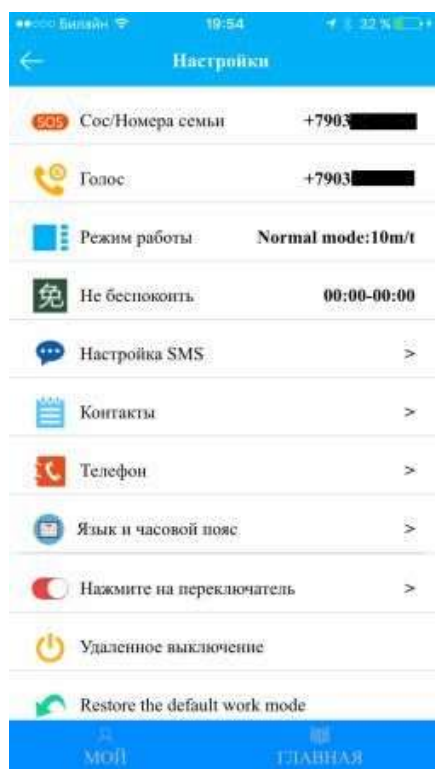 Билайн 19:54 32 %
Настройки
SOS Сос/Номера семьи +7903
Голос +7903
Режим работы Normal mode:10m/t
免 Не беспокоить 00:00-00:00
Настройка SMS >
Контакты >
Телефон >
Язык и часовой пояс >
Нажмите на переключатель >
Удаленное выключение
Restore the default work mode
МОЙ ГЛАВНАЯ